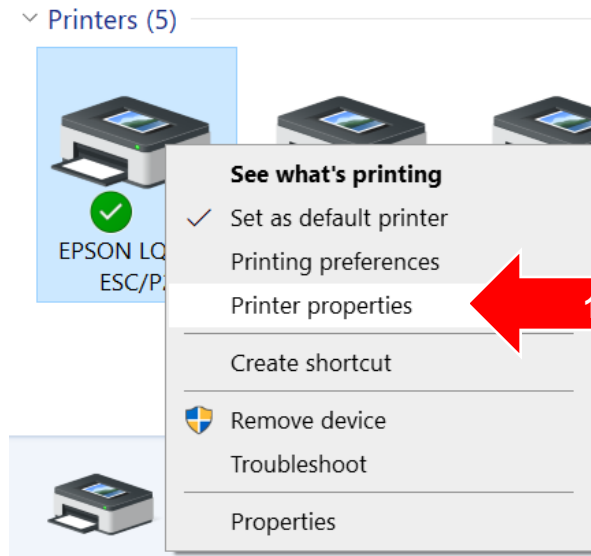 Printers (5)
See what's printing
Set as default printer
EPSON LQ
Printing preferences
ESC/P
Printer properties
1
Create shortcut
Remove device
Troubleshoot
Properties